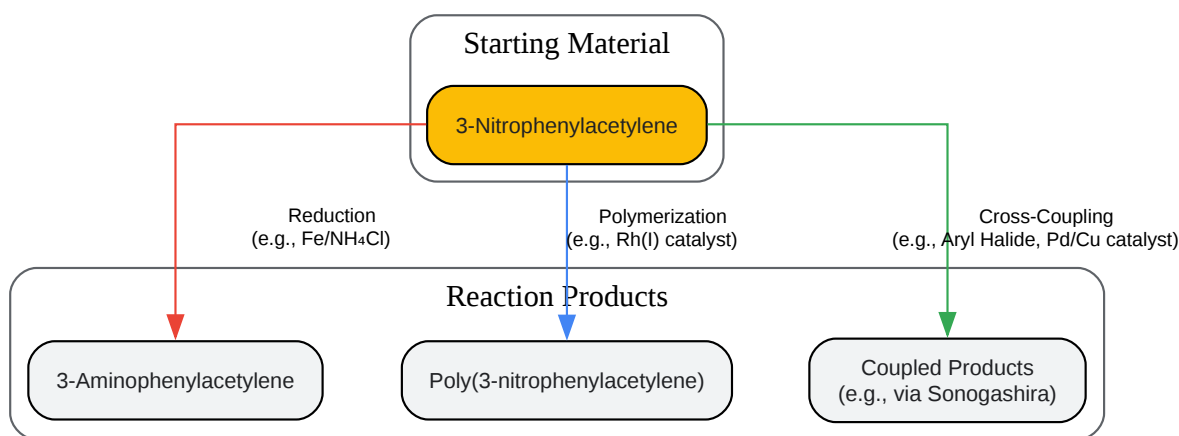 Starting Material
3-Nitrophenylacetylene
Reduction
(e.g., Fe/NH₄Cl)
Polymerization
(e.g., Rh(I) catalyst)
Cross-Coupling
(e.g., Aryl Halide, Pd/Cu catalyst)
Reaction Products
3-Aminophenylacetylene
Poly(3-nitrophenylacetylene)
Coupled Products
(e.g., via Sonogashira)